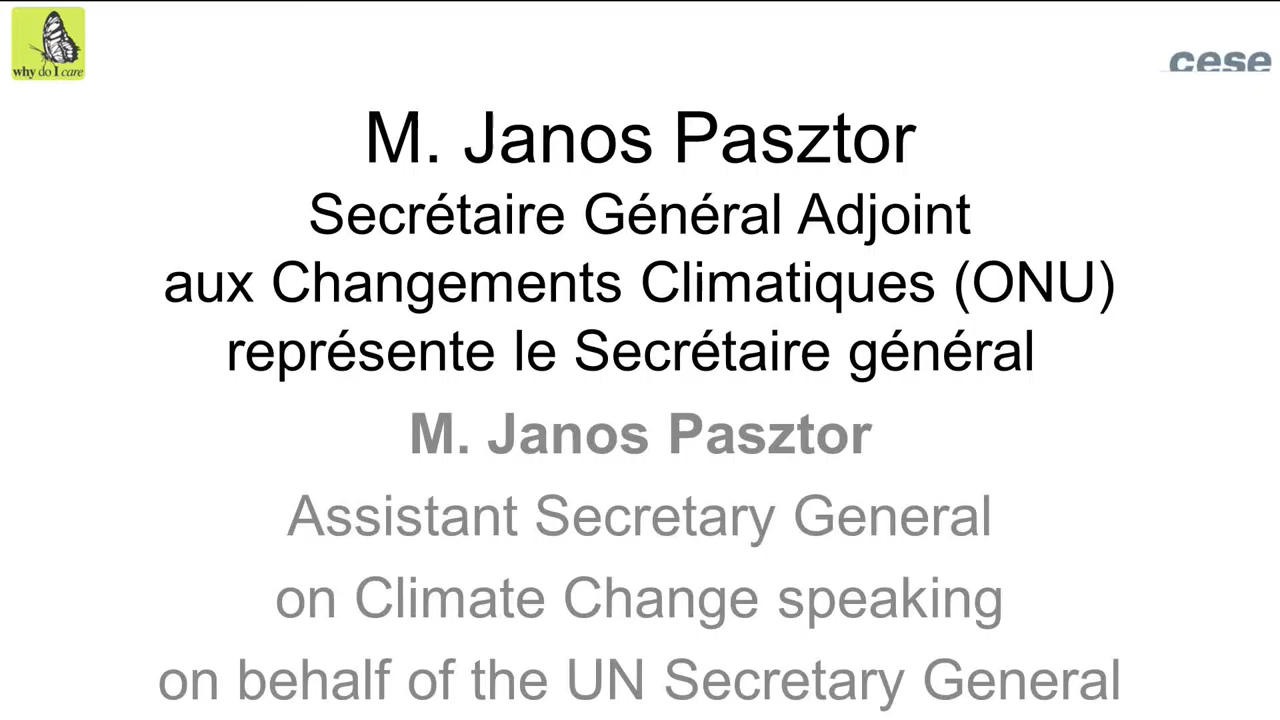 why do I care
cese
M. Janos Pasztor
Secrétaire Général Adjoint
aux Changements Climatiques (ONU)
représente le Secrétaire général
M. Janos Pasztor
Assistant Secretary General
on Climate Change speaking
on behalf of the UN Secretary General